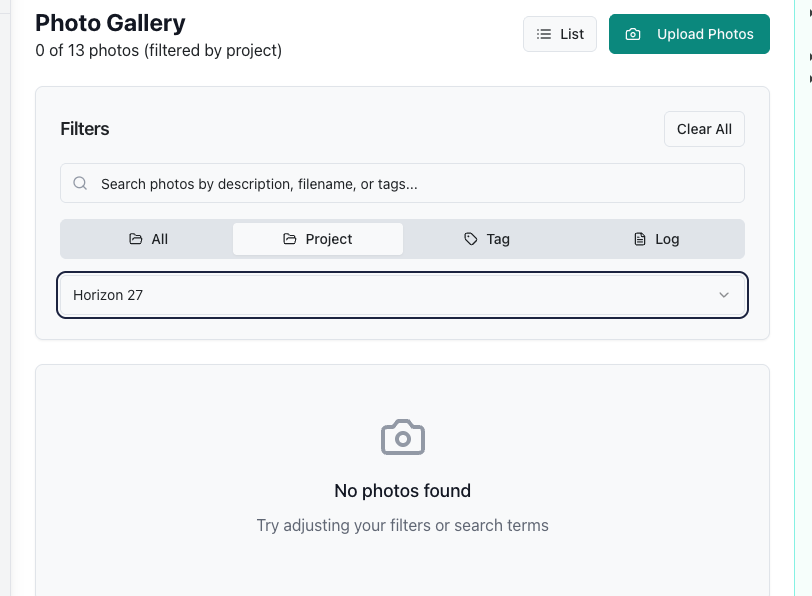 Photo Gallery
0 of 13 photos (filtered by project)
List
Upload Photos
Filters
Clear All
Search photos by description, filename, or tags...
All
Project
Tag
Log
Horizon 27
No photos found
Try adjusting your filters or search terms